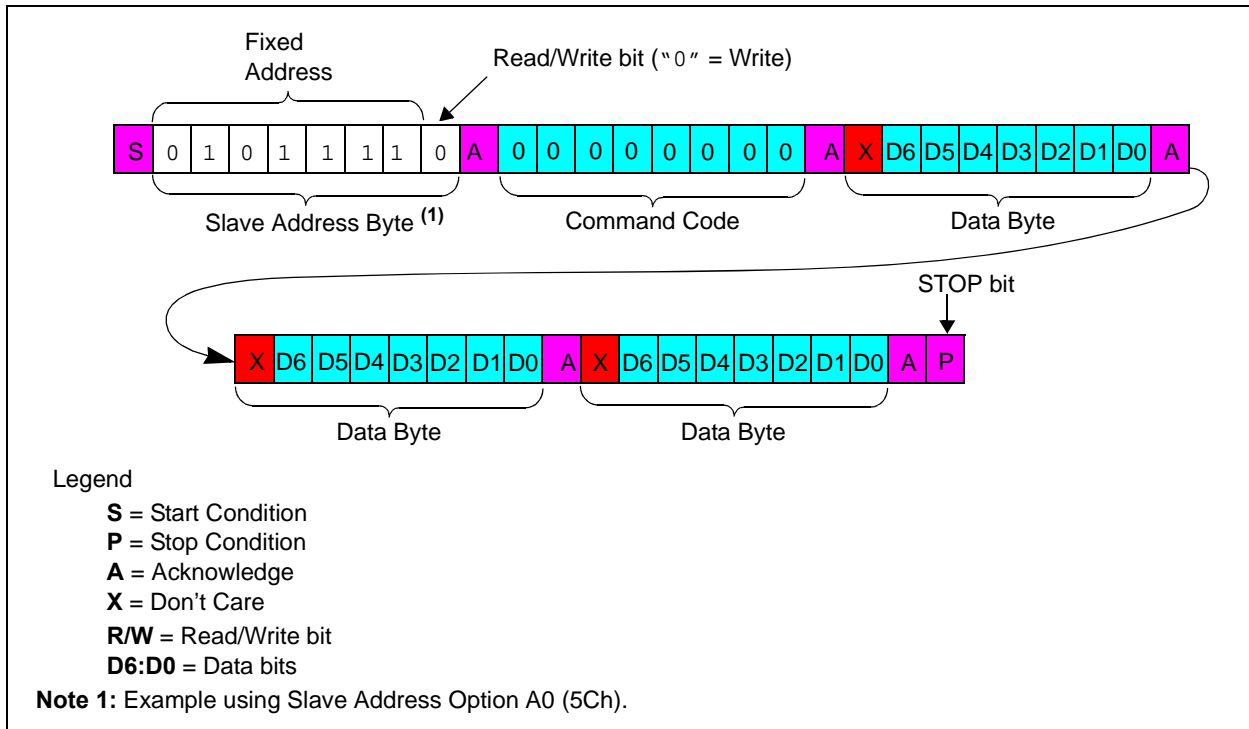 Fixed
Address
Read/Write bit ("0" = Write)
S 0 1 0 1 1 1 1 0 A 0 0 0 0 0 0 0 0 A X D6 D5 D4 D3 D2 D1 D0 A
Slave Address Byte (1)
Command Code
Data Byte
STOP bit
X D6 D5 D4 D3 D2 D1 D0 A X D6 D5 D4 D3 D2 D1 D0 A P
Data Byte
Data Byte
Legend
S = Start Condition
P = Stop Condition
A = Acknowledge
X = Don't Care
R/W = Read/Write bit
D6:D0 = Data bits
Note 1: Example using Slave Address Option A0 (5Ch).